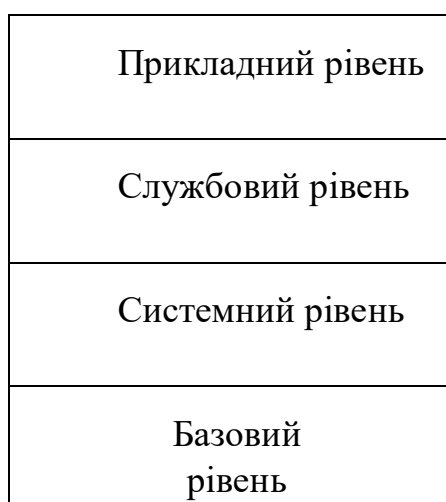 Прикладний рівень
Службовий рівень
Системний рівень
Базовий
рівень